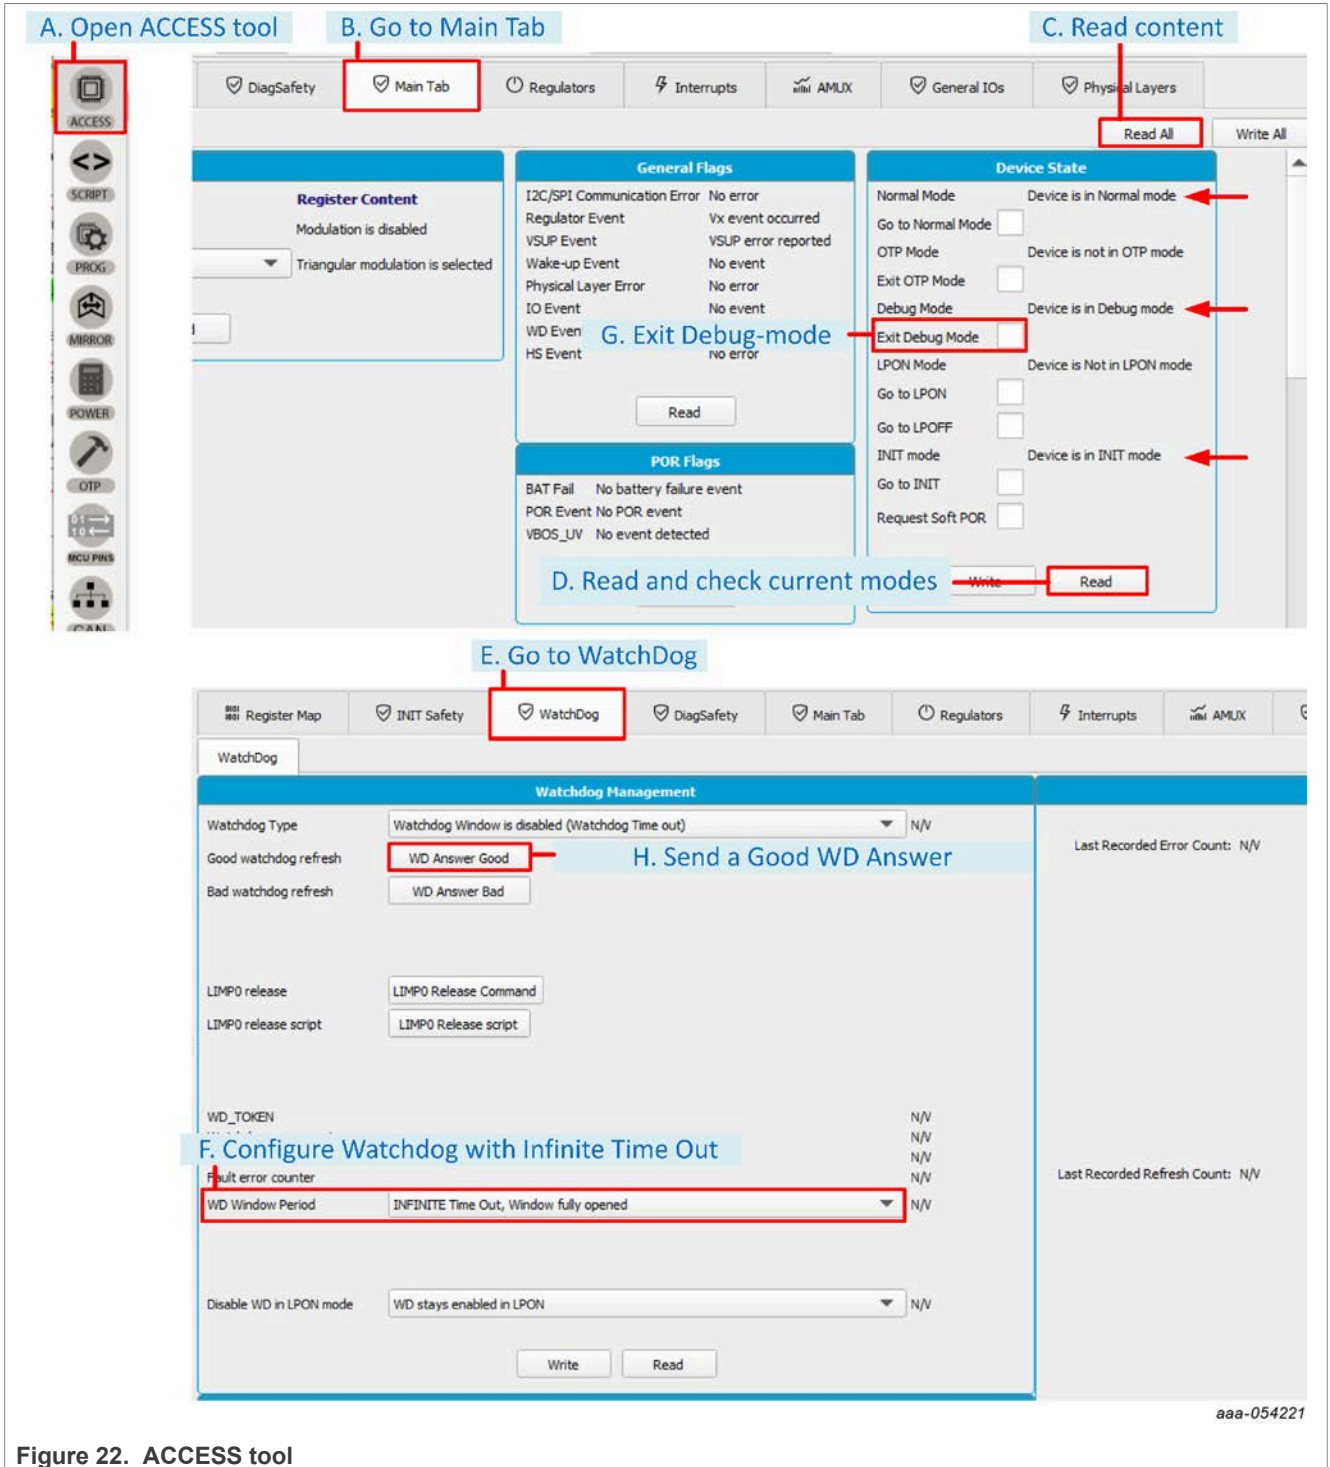 A. Open ACCESS tool
B. Go to Main Tab
C. Read content
ACCESS
SCRIPT
PROG
MIRROR
POWER
OTP
MCU PINS
CAN
DiagSafety
Main Tab
Regulators
Interrupts
AMUX
General IOs
Physical Layers
Read All
Write All
Register Content
Modulation is disabled
Triangular modulation is selected
General Flags
I2C/SPI Communication Error No error
Regulator Event Vx event occurred
VSUP Event VSUP error reported
Wake-up Event No event
Physical Layer Error No error
IO Event No event
WD Even
HS Event No error
Read
G. Exit Debug-mode
POR Flags
BAT Fail No battery failure event
POR Event No POR event
VBOS_UV No event detected
Device State
Normal Mode Device is in Normal mode
Go to Normal Mode
OTP Mode Device is not in OTP mode
Exit OTP Mode
Debug Mode Device is in Debug mode
Exit Debug Mode
LPON Mode Device is Not in LPON mode
Go to LPON
Go to LPOFF
INIT mode Device is in INIT mode
Go to INIT
Request Soft POR
D. Read and check current modes
Write
Read
E. Go to WatchDog
Register Map
INIT Safety
WatchDog
DiagSafety
Main Tab
Regulators
Interrupts
AMUX
WatchDog
Watchdog Management
Watchdog Type Watchdog Window is disabled (Watchdog Time out) N/V
Good watchdog refresh WD Answer Good
H. Send a Good WD Answer
Bad watchdog refresh WD Answer Bad
Last Recorded Error Count: N/V
LIMP0 release LIMP0 Release Command
LIMP0 release script LIMP0 Release script
WD_TOKEN N/V
N/V
F. Configure Watchdog with Infinite Time Out
N/V
Fault error counter N/V
Last Recorded Refresh Count: N/V
WD Window Period INFINITE Time Out, Window fully opened N/V
Disable WD in LPON mode WD stays enabled in LPON N/V
Write
Read
aaa-054221
Figure 22. ACCESS tool